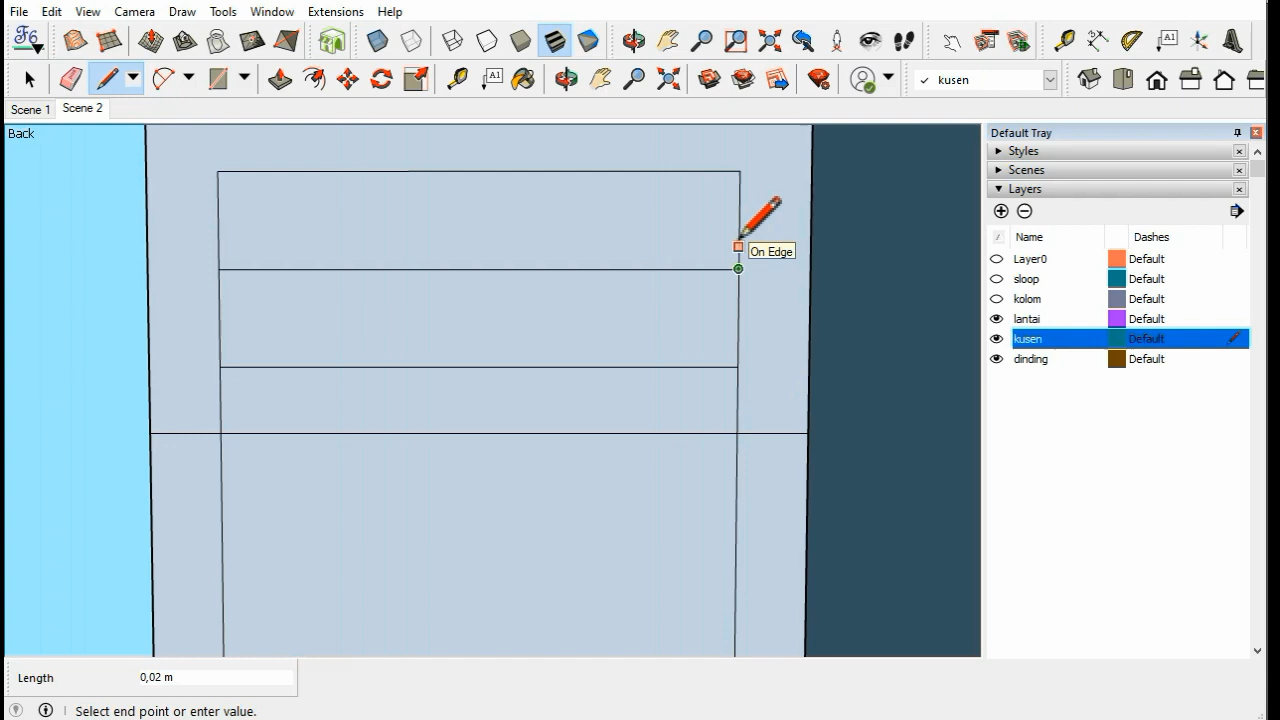 File Edit View Camera Draw Tools Window Extensions Help
A1
A1
kusen
Scene 1 Scene 2
Back
Default Tray
Styles
Scenes
Layers
Name Dashes
Layer0 Default
sloop Default
kolom Default
lantai Default
kusen Default
dinding Default
On Edge
Length 0,02 m
Select end point or enter value.